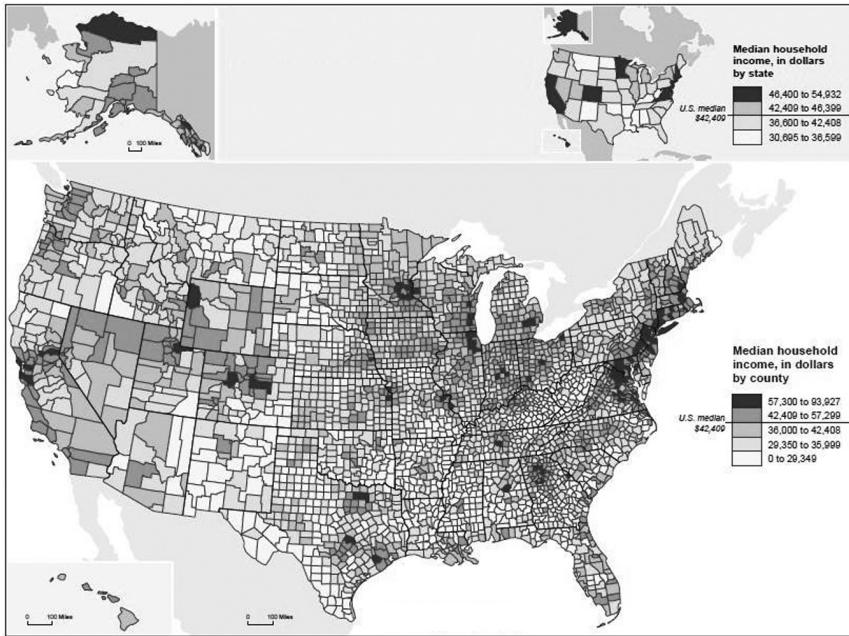 0 100 Miles
Median household
income, in dollars
by state
46,400 to 54,932
42,409 to 46,399
36,600 to 42,408
30,695 to 36,599
U.S. median
$42,409
Median household
income, in dollars
by county
57,300 to 93,927
42,409 to 57,299
36,000 to 42,408
29,350 to 35,999
0 to 29,349
U.S. median
$42,409
0 100 Miles
0 100 Miles